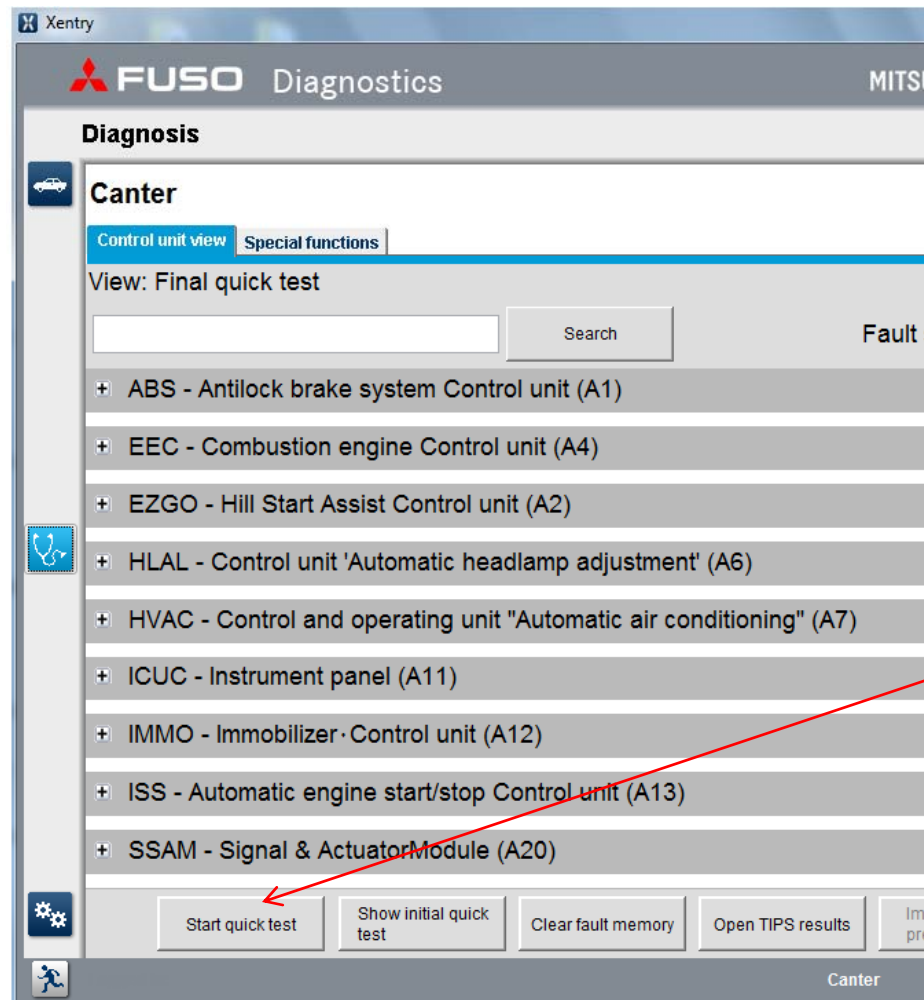 Xentry
FUSO Diagnostics
Diagnosis
Canter
Control unit view Special functions
View: Final quick test
Search Fault
ABS - Antilock brake system Control unit (A1)
EEC - Combustion engine Control unit (A4)
EZGO - Hill Start Assist Control unit (A2)
HLAL - Control unit 'Automatic headlamp adjustment' (A6)
HVAC - Control and operating unit "Automatic air conditioning" (A7)
ICUC - Instrument panel (A11)
IMMO - Immobilizer·Control unit (A12)
ISS - Automatic engine start/stop Control unit (A13)
SSAM - Signal & ActuatorModule (A20)
Start quick test Show initial quick test Clear fault memory Open TIPS results
Canter